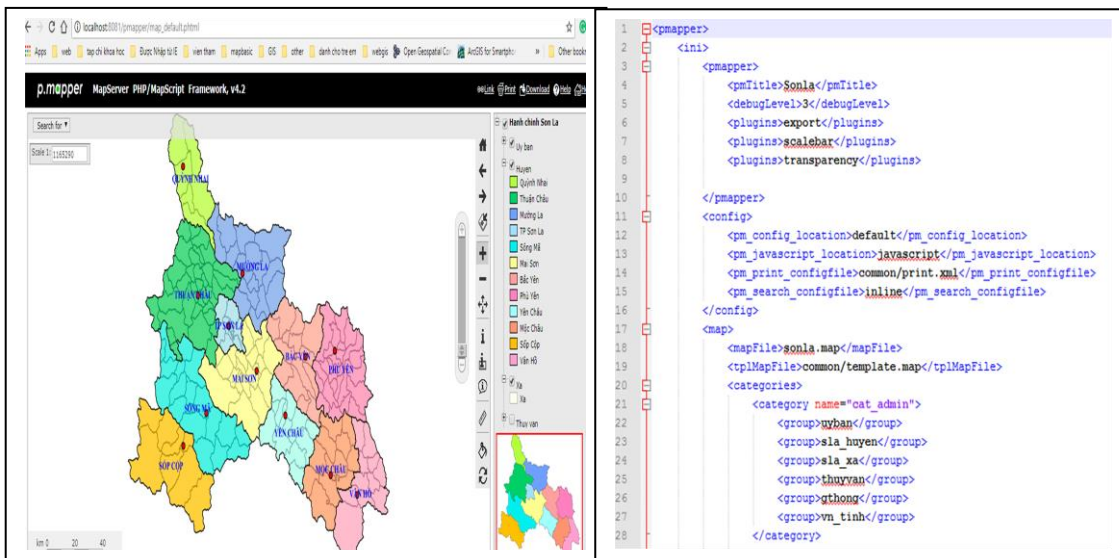 localhost:8081/pmapper/map_default.phtml
Apps web tap chi khoa hoc Được Nhập từ IE vien tham mapbasic GIS other danh cho tre em webgis Open Geospatial Con ArcGIS for Smartpho » Other books
p.mapper MapServer PHP/MapScript Framework, v4.2 Link Print Download Help
Search for
Scale 1: 1165290
QUỲNH NHAI
MƯỜNG LA
THUẬN CHÂU
TP SƠN LA
BẮC YÊN
PHÙ YÊN
MAI SƠN
SÔNG MÃ
YÊN CHÂU
SỐP CỘP
MỘC CHÂU
VÂN HỒ
km 0 20 40
Hanh chinh Son La
Uy ban
Huyen
Quỳnh Nhai
Thuận Châu
Mường La
TP Sơn La
Sông Mã
Mai Sơn
Bắc Yên
Phù Yên
Yên Châu
Mộc Châu
Sốp Cộp
Vân Hồ
Xa
Xa
Thuy van
1 <pmapper>
2 <ini>
3 <pmapper>
4 <pmTitle>Sonla</pmTitle>
5 <debugLevel>3</debugLevel>
6 <plugins>export</plugins>
7 <plugins>scalebar</plugins>
8 <plugins>transparency</plugins>
9
10 </pmapper>
11 <config>
12 <pm_config_location>default</pm_config_location>
13 <pm_javascript_location>javascript</pm_javascript_location>
14 <pm_print_configfile>common/print.xml</pm_print_configfile>
15 <pm_search_configfile>inline</pm_search_configfile>
16 </config>
17 <map>
18 <mapFile>sonla.map</mapFile>
19 <tplMapFile>common/template.map</tplMapFile>
20 <categories>
21 <category name="cat_admin">
22 <group>uyban</group>
23 <group>sla_huyen</group>
24 <group>sla_xa</group>
25 <group>thuyvan</group>
26 <group>gthong</group>
27 <group>vn_tinh</group>
28 </category>